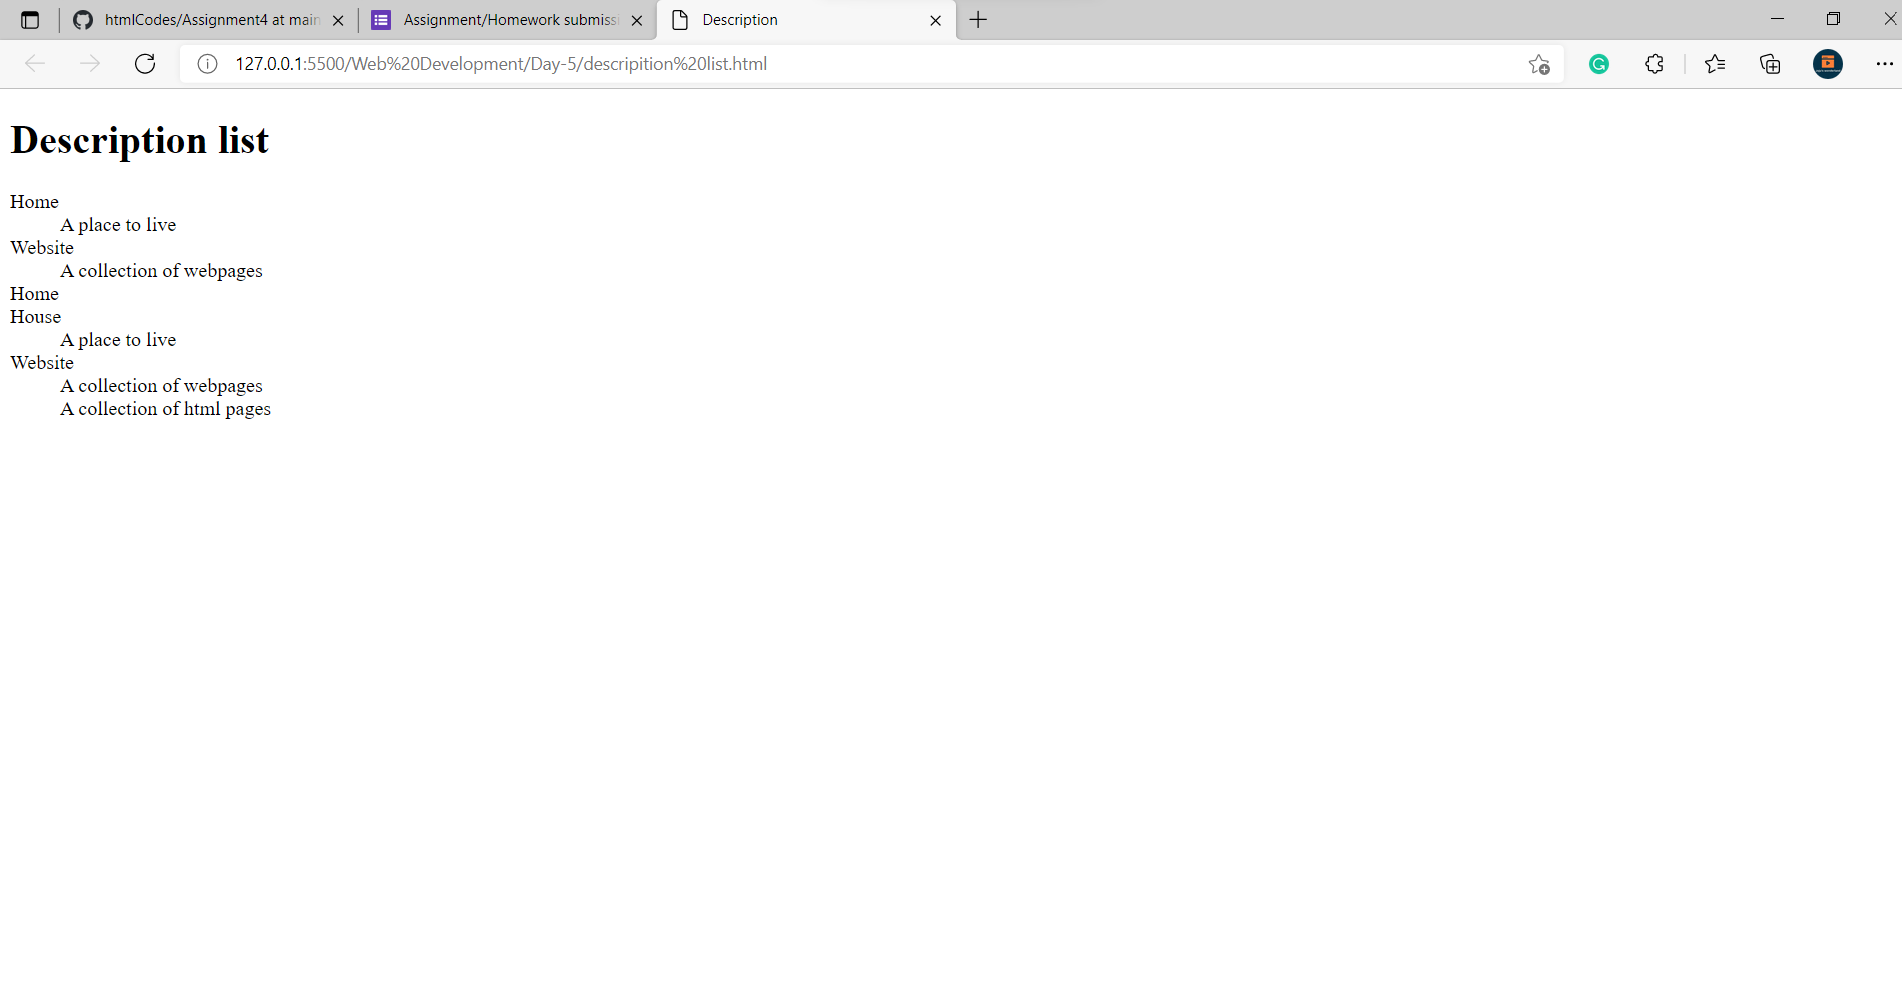 htmlCodes/Assignment4 at main
Assignment/Homework submissi
Description
127.0.0.1:5500/Web%20Development/Day-5/descripition%20list.html
Description list
Home
A place to live
Website
A collection of webpages
Home
House
A place to live
Website
A collection of webpages
A collection of html pages